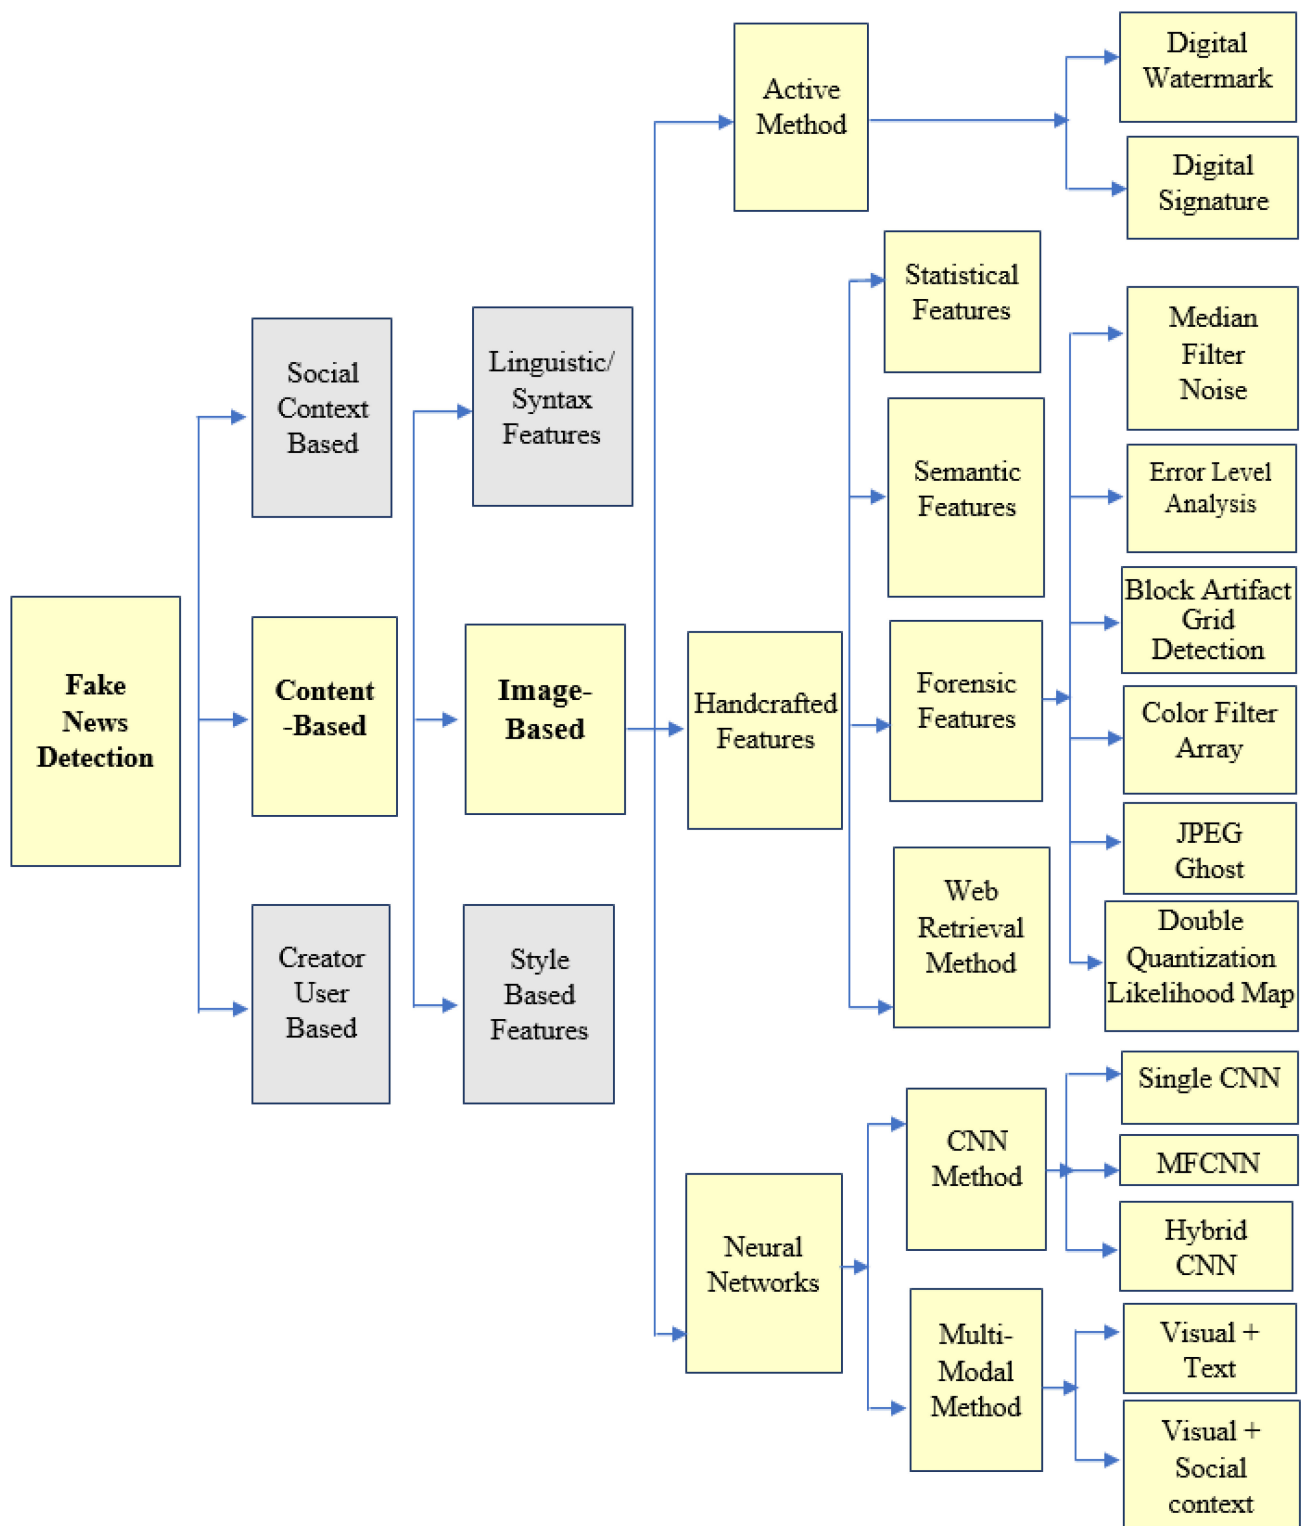 Fake
News
Detection
Social
Context
Based
Content
-Based
Creator
User
Based
Linguistic/
Syntax
Features
Image-
Based
Style
Based
Features
Active
Method
Handcrafted
Features
Neural
Networks
Statistical
Features
Semantic
Features
Forensic
Features
Web
Retrieval
Method
CNN
Method
Multi-
Modal
Method
Digital
Watermark
Digital
Signature
Median
Filter
Noise
Error Level
Analysis
Block Artifact
Grid
Detection
Color Filter
Array
JPEG
Ghost
Double
Quantization
Likelihood Map
Single CNN
MFCNN
Hybrid
CNN
Visual +
Text
Visual +
Social
context